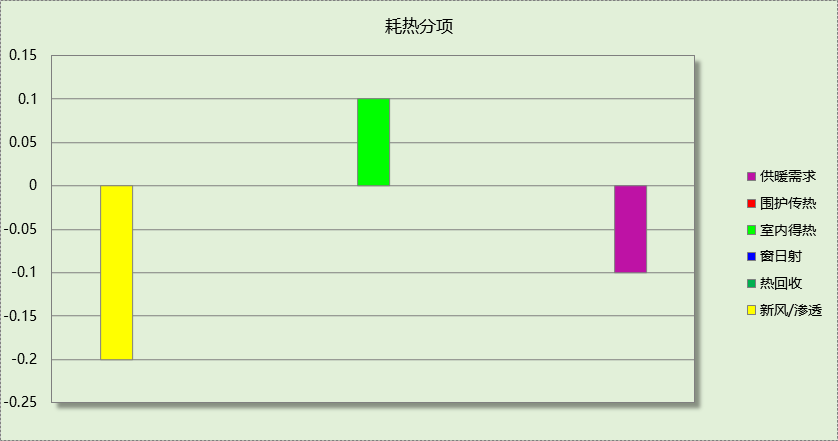 耗热分项
0.15
0.1
0.05
0
-0.05
-0.1
-0.15
-0.2
-0.25
供暖需求
围护传热
室内得热
窗日射
热回收
新风/渗透